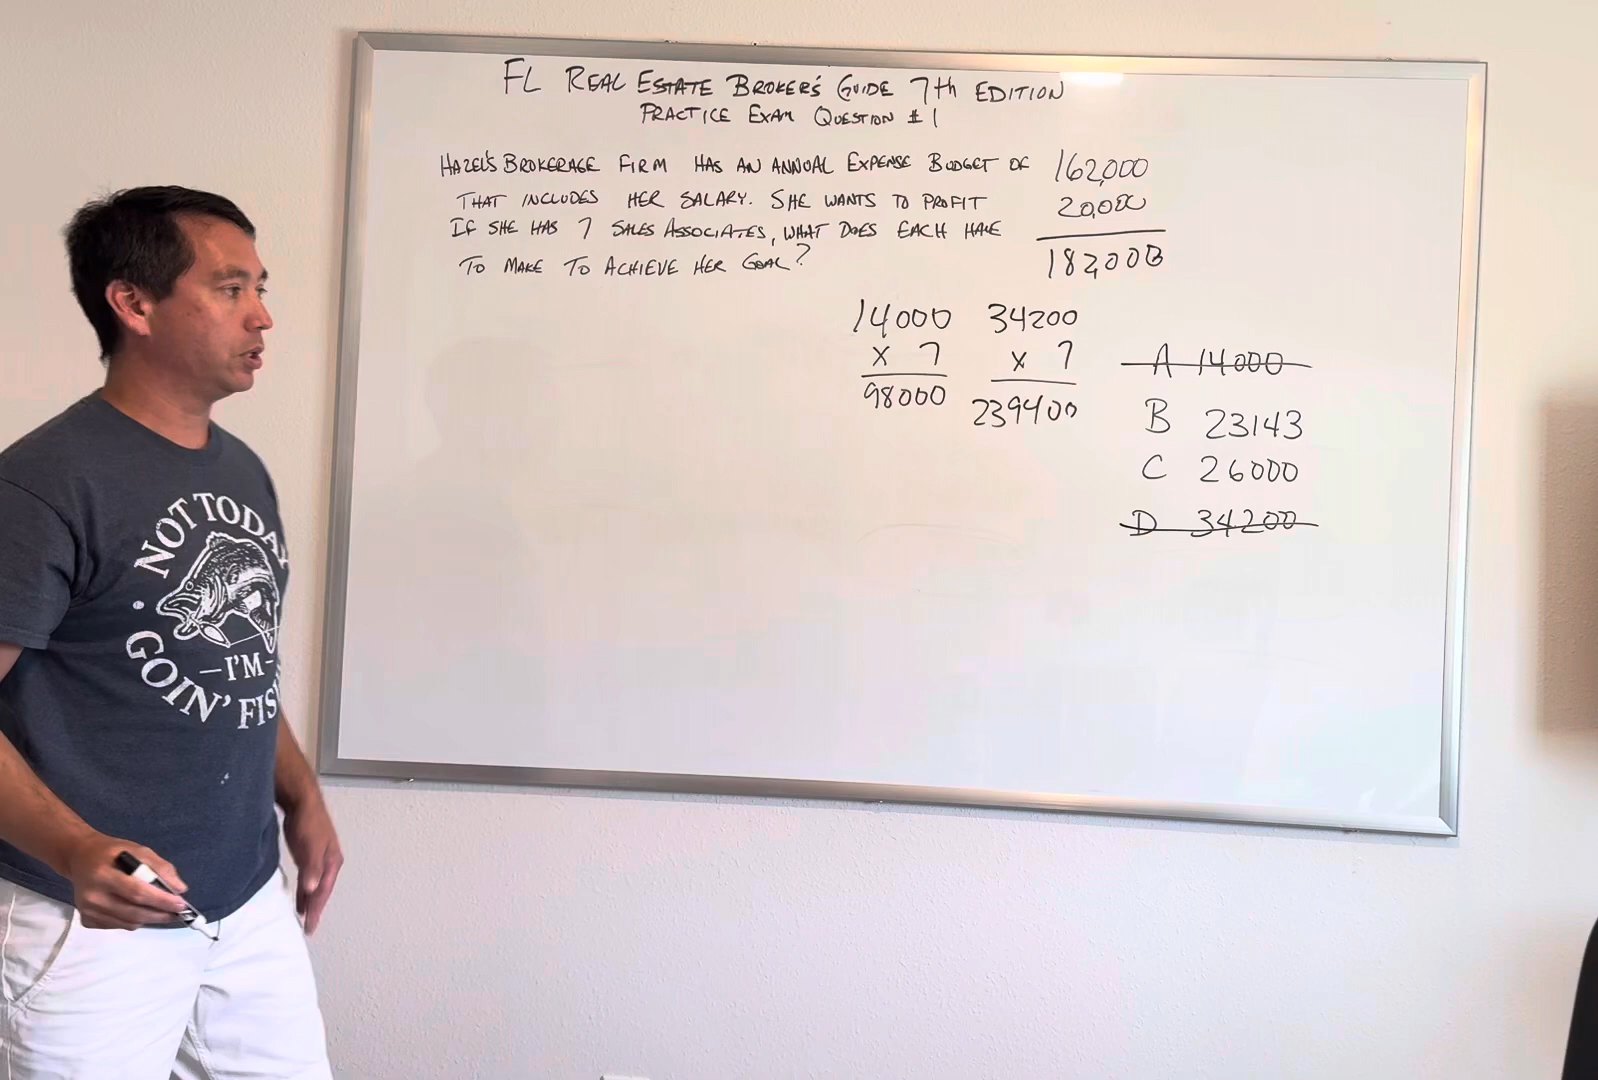 FL REAL ESTATE BROKER'S GUIDE 7th EDITION
PRACTICE EXAM QUESTION #1
HAZEL'S BROKERAGE FIRM HAS AN ANNUAL EXPENSE BUDGET OF 162,000
THAT INCLUDES HER SALARY. SHE WANTS TO PROFIT 20,000
IF SHE HAS 7 SALES ASSOCIATES, WHAT DOES EACH HAVE
TO MAKE TO ACHIEVE HER GOAL?
182,000
14000
x 7
98000
34200
x 7
239400
A 14000
B 23143
C 26000
D 34200
NOT TODAY
I'M
GOIN' FISH